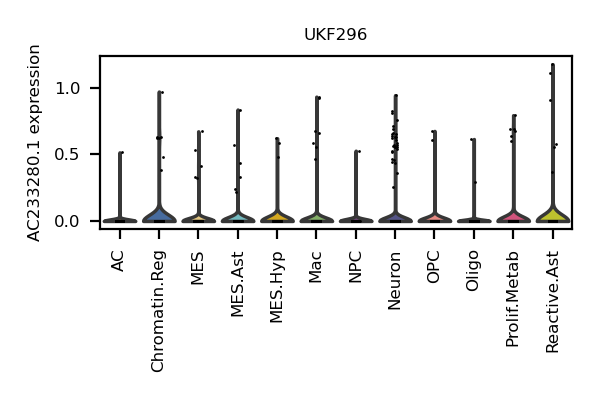 UKF296
AC233280.1 expression
1.0
0.5
0.0
AC
Chromatin.Reg
MES
MES.Ast
MES.Hyp
Mac
NPC
Neuron
OPC
Oligo
Prolif.Metab
Reactive.Ast